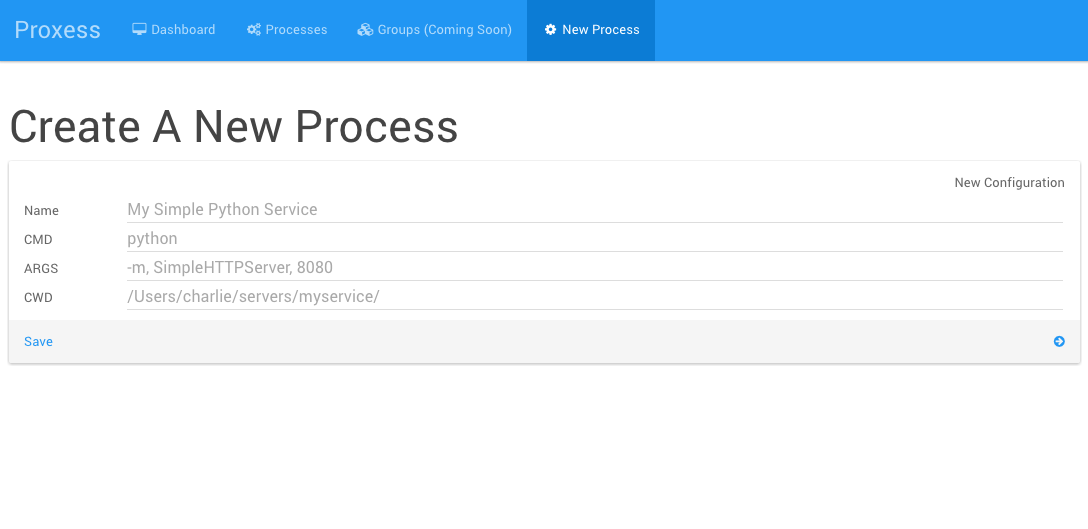 Proxess Dashboard Processes Groups (Coming Soon) New Process
Create A New Process
New Configuration
Name My Simple Python Service
CMD python
ARGS -m, SimpleHTTPServer, 8080
CWD /Users/charlie/servers/myservice/
Save